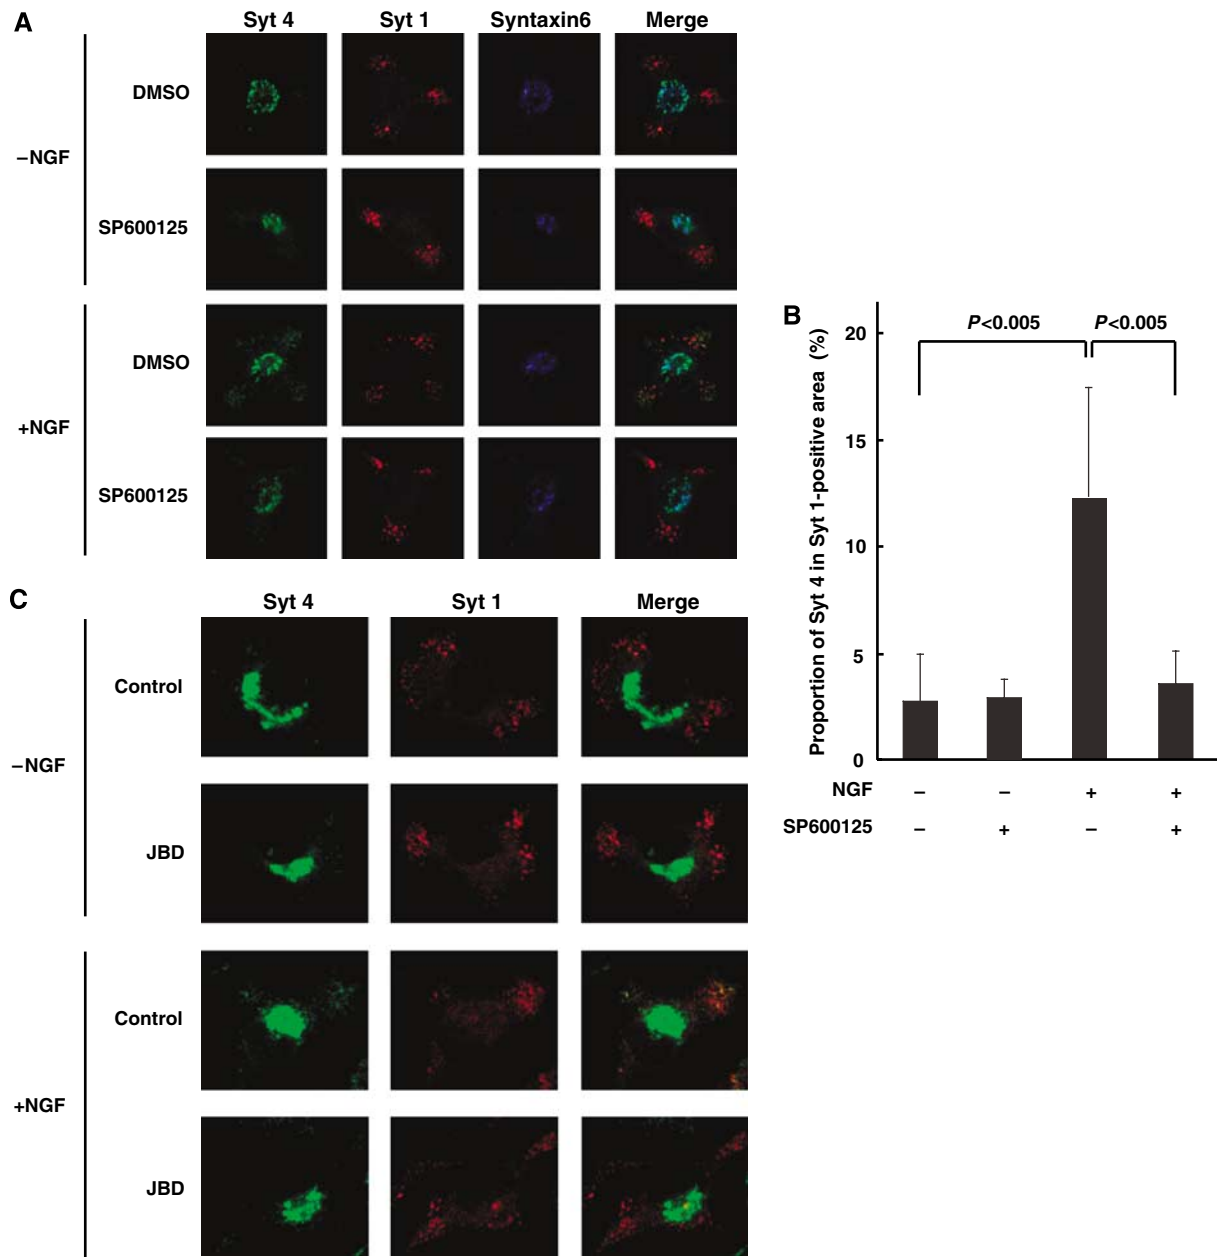 A
Syt 4 Syt 1 Syntaxin6 Merge
–NGF
DMSO
SP600125
+NGF
DMSO
SP600125
B
Proportion of Syt 4 in Syt 1-positive area (%)
20
15
10
5
0
P<0.005 P<0.005
NGF – – + +
SP600125 – + – +
C
Syt 4 Syt 1 Merge
–NGF
Control
JBD
+NGF
Control
JBD